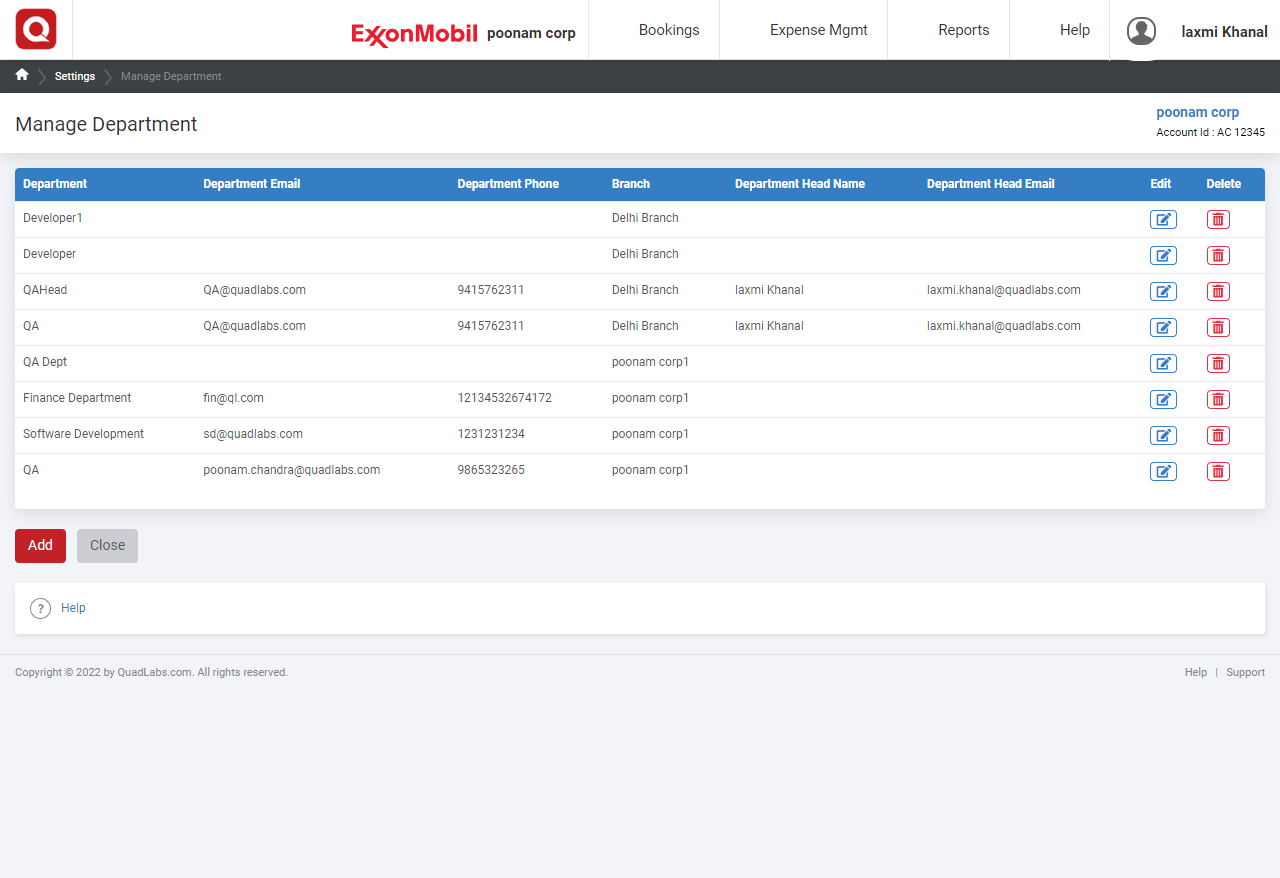 Q ExxonMobil poonam corp Bookings Expense Mgmt Reports Help laxmi Khanal
Settings Manage Department
Manage Department
poonam corp
Account Id : AC 12345
Department Department Email Department Phone Branch Department Head Name Department Head Email Edit Delete
Developer1 Delhi Branch
Developer Delhi Branch
QAHead QA@quadlabs.com 9415762311 Delhi Branch laxmi Khanal laxmi.khanal@quadlabs.com
QA QA@quadlabs.com 9415762311 Delhi Branch laxmi Khanal laxmi.khanal@quadlabs.com
QA Dept poonam corp1
Finance Department fin@ql.com 12134532674172 poonam corp1
Software Development sd@quadlabs.com 1231231234 poonam corp1
QA poonam.chandra@quadlabs.com 9865323265 poonam corp1
Add Close
? Help
Copyright © 2022 by QuadLabs.com. All rights reserved. Help | Support